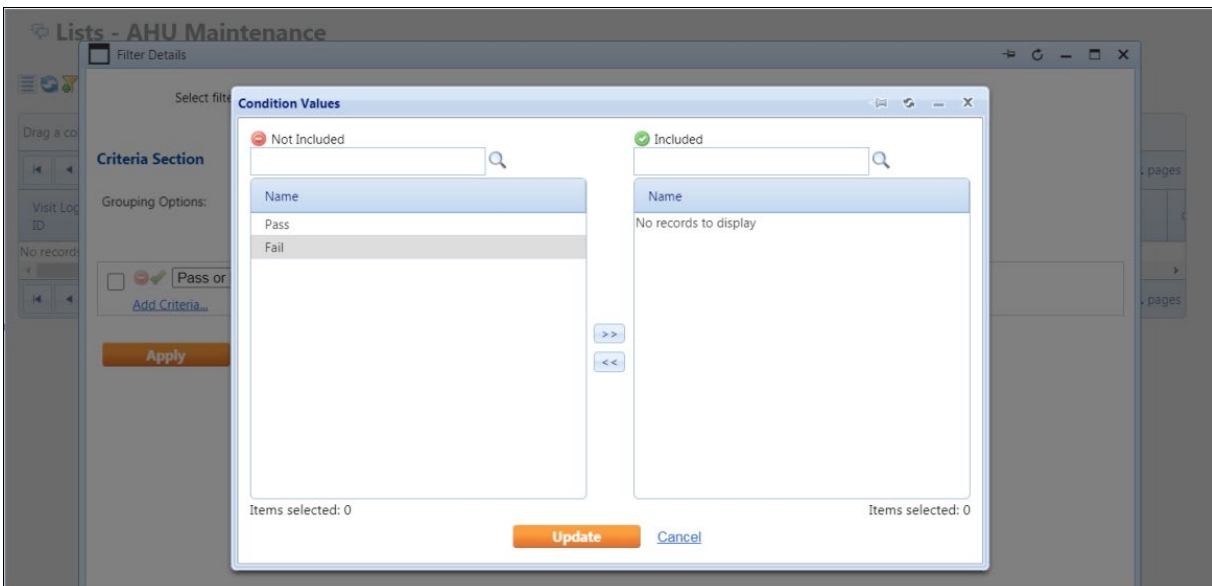 Lists - AHU Maintenance
Filter Details
Select filte
Condition Values
Not Included
Included
Drag a co
Criteria Section
pages
Name
Name
Visit Log
ID
Grouping Options:
Pass
No records to display
Fail
No records
Pass or
Add Criteria...
pages
>>
<<
Apply
Items selected: 0
Items selected: 0
Update
Cancel